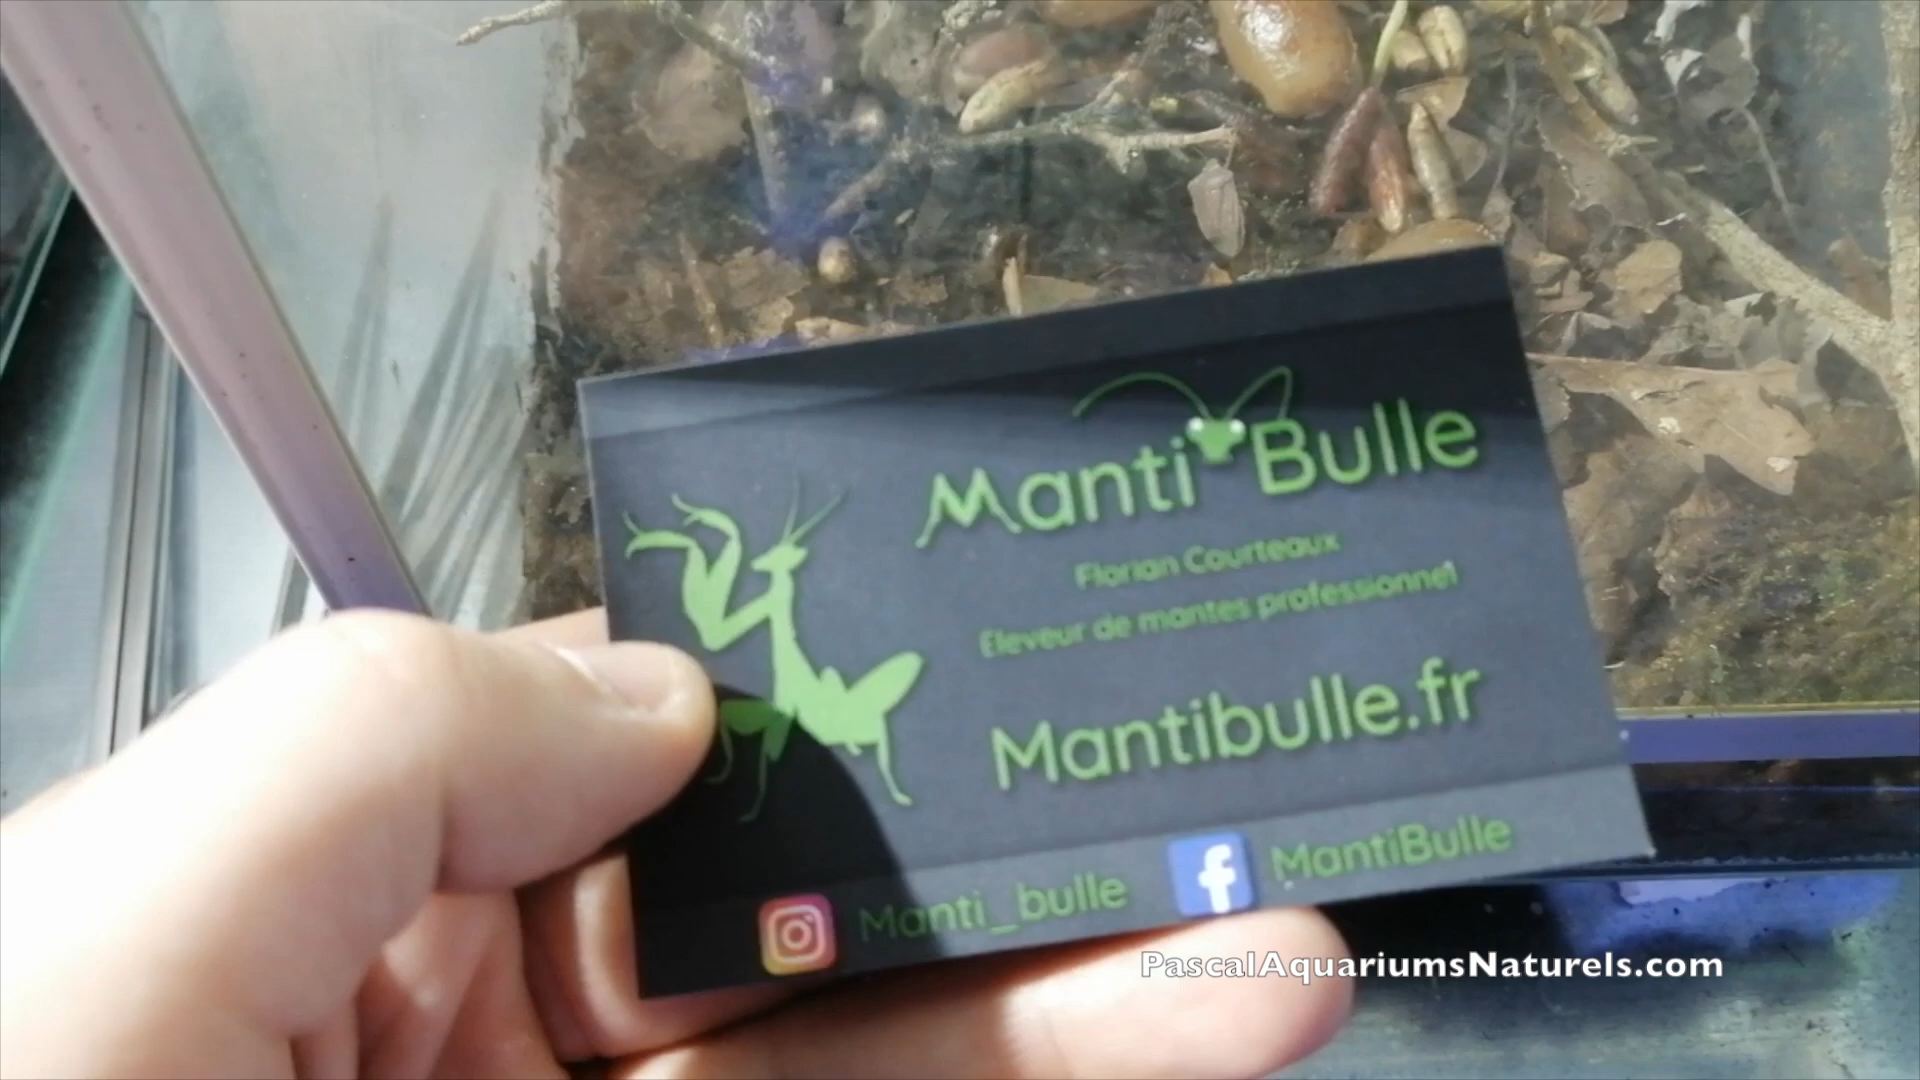 Manti Bulle
Florian Courteaux
Eleveur de mantes professionnel
Mantibulle.fr
Manti_bulle
MantiBulle
PascalAquariumsNaturels.com